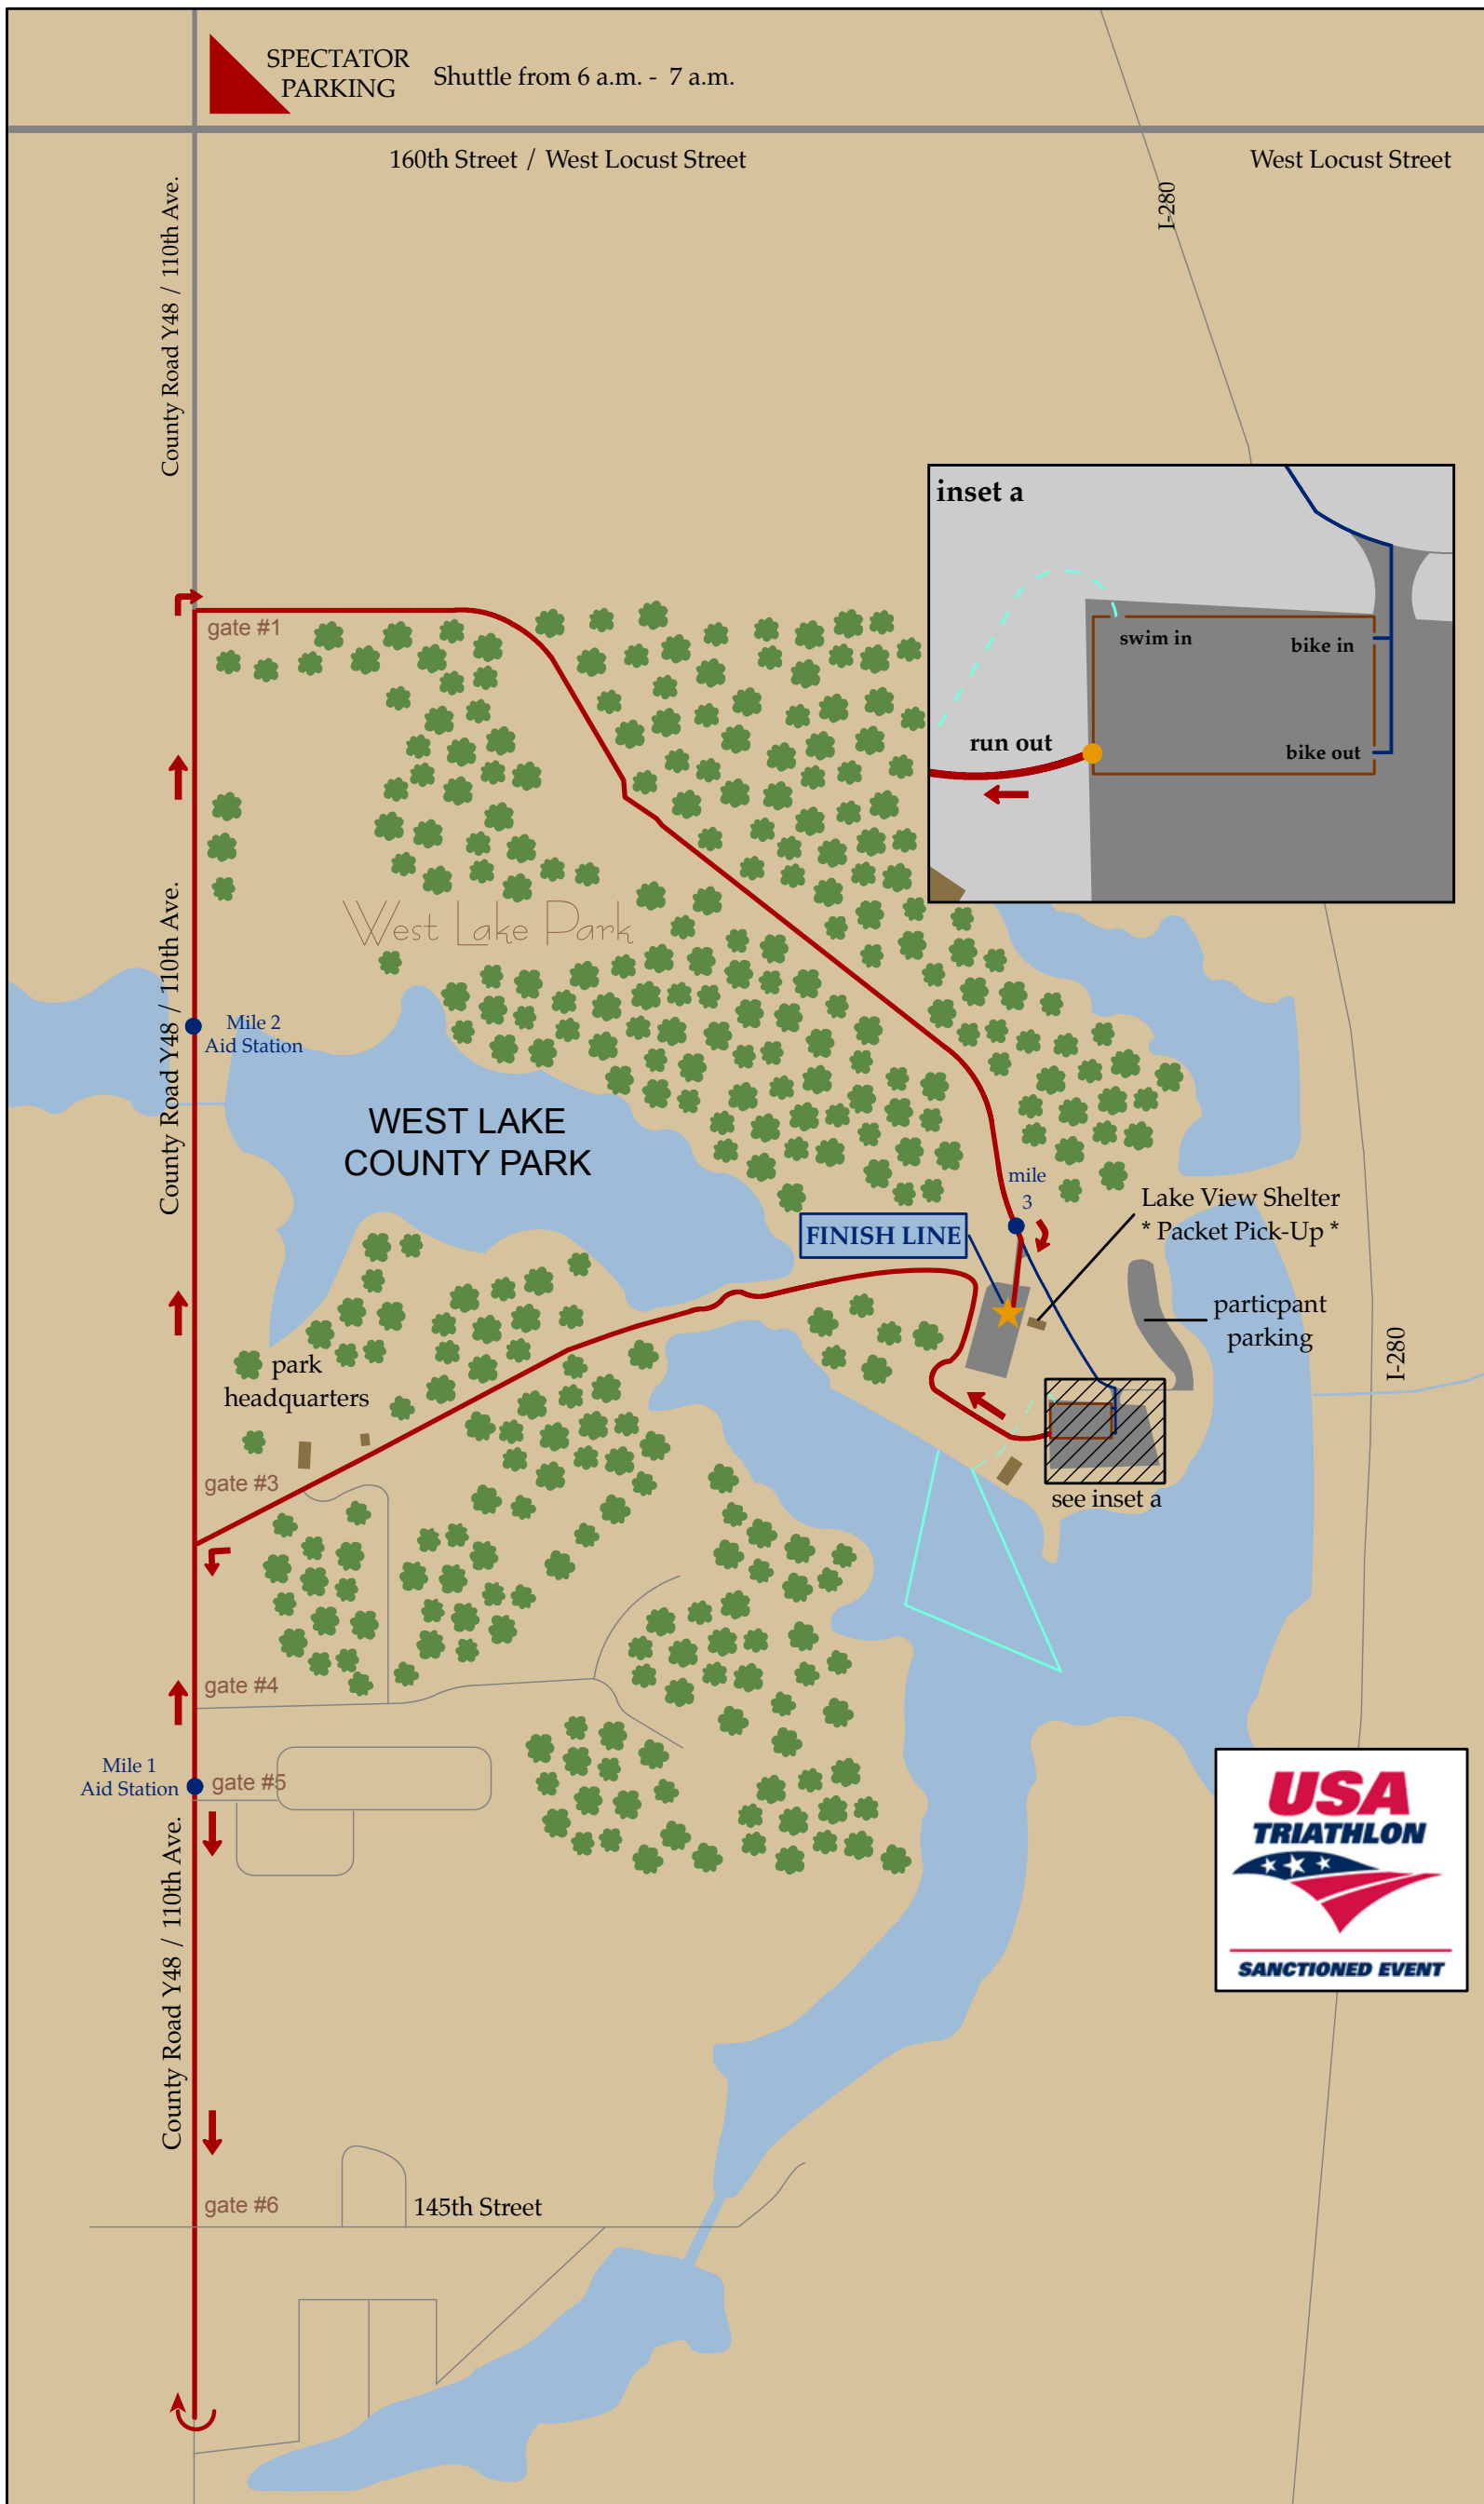 SPECTATOR
PARKING
Shuttle from 6 a.m. - 7 a.m.
160th Street / West Locust Street
West Locust Street
County Road Y48 / 110th Ave.
I-280
inset a
swim in
bike in
run out
bike out
gate #1
West Lake Park
County Road Y48 / 110th Ave.
Mile 2
Aid Station
WEST LAKE
COUNTY PARK
mile
3
Lake View Shelter
* Packet Pick-Up *
FINISH LINE
particpant
parking
I-280
park
headquarters
gate #3
see inset a
gate #4
Mile 1
Aid Station
gate #5
County Road Y48 / 110th Ave.
USA
TRIATHLON
SANCTIONED EVENT
gate #6
145th Street